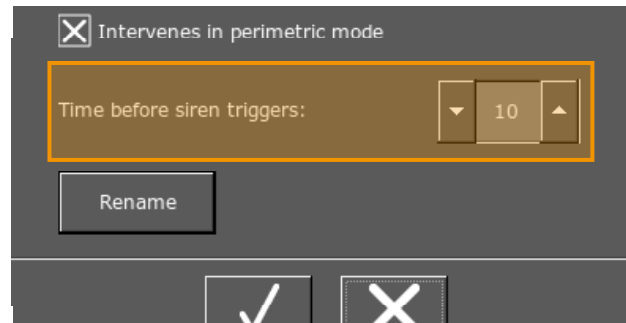 Intervenes in perimetric mode
Time before siren triggers:
10
Rename